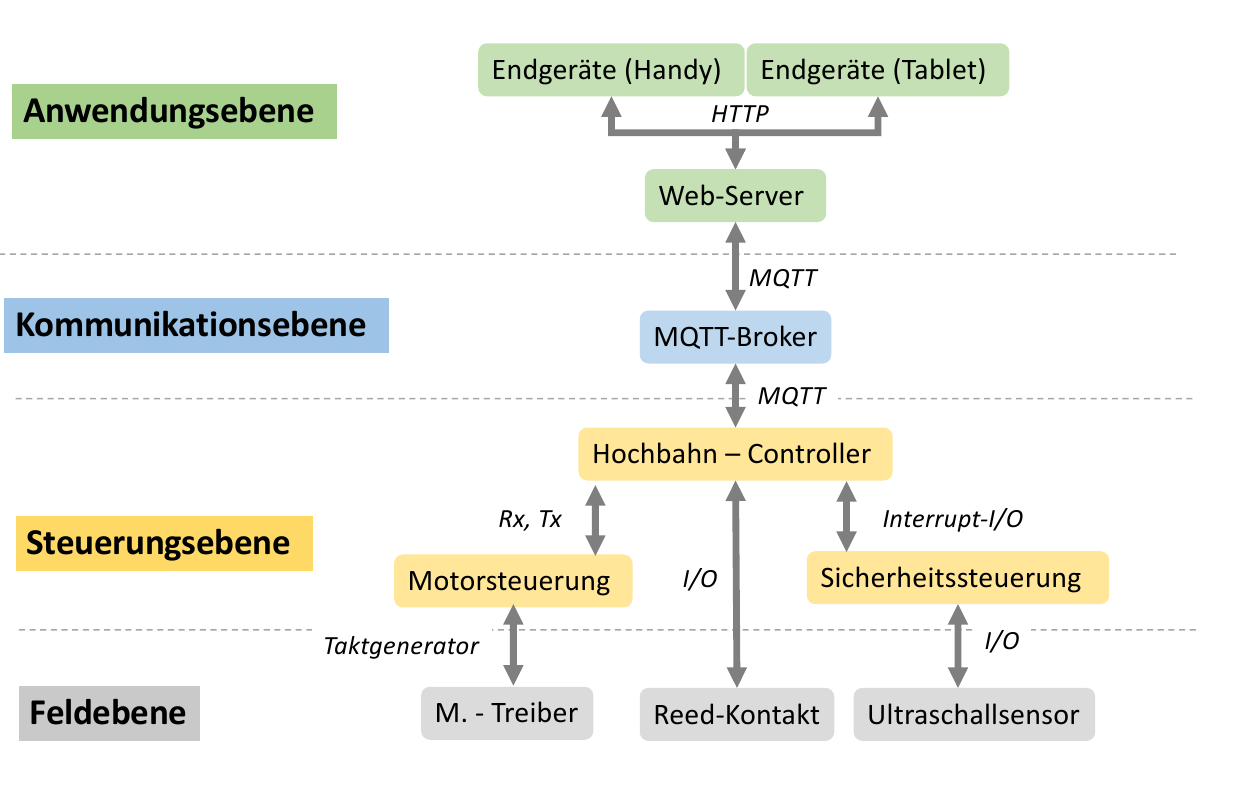 Endgeräte (Handy)
Endgeräte (Tablet)
Anwendungsebene
HTTP
Web-Server
MQTT
Kommunikationsebene
MQTT-Broker
MQTT
Hochbahn – Controller
Rx, Tx
Interrupt-I/O
Steuerungsebene
Motorsteuerung
I/O
Sicherheitssteuerung
Taktgenerator
I/O
Feldebene
M. - Treiber
Reed-Kontakt
Ultraschallsensor